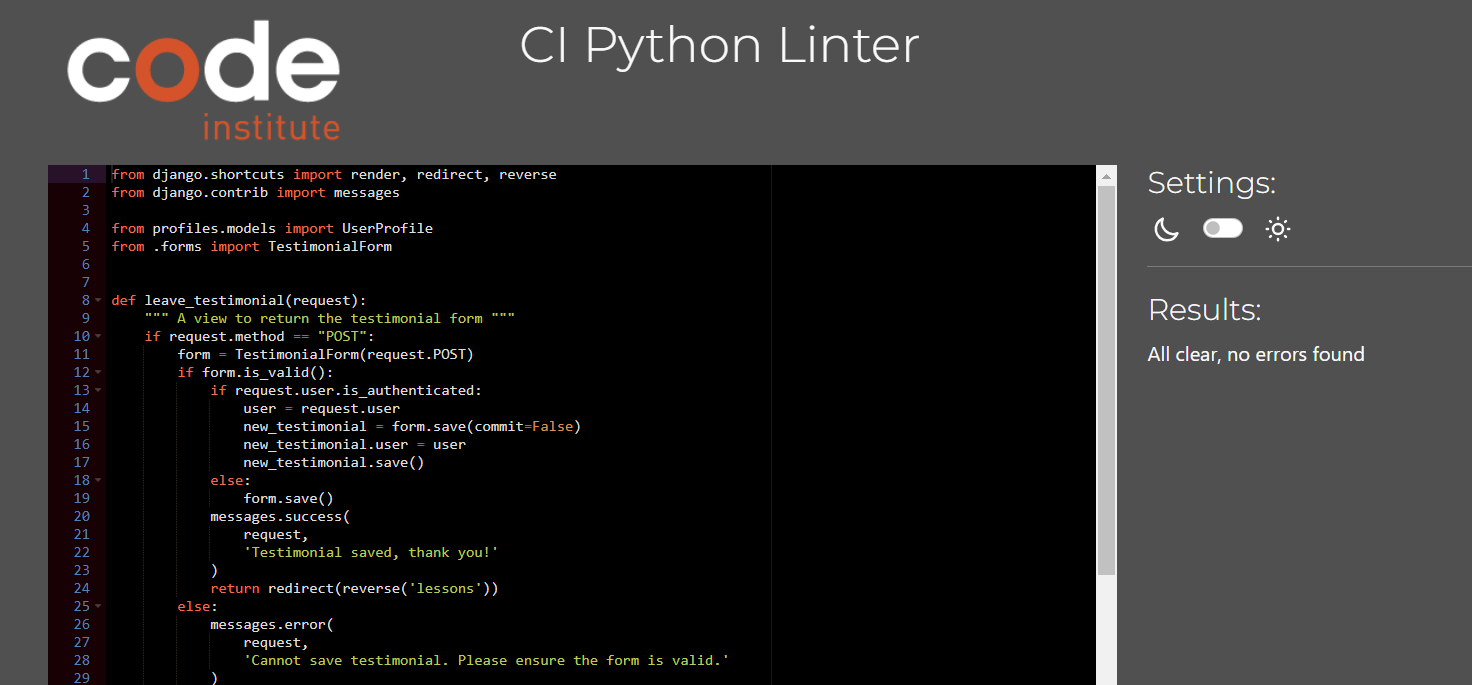 code
institute
CI Python Linter
1 from django.shortcuts import render, redirect, reverse
2 from django.contrib import messages
3
4 from profiles.models import UserProfile
5 from .forms import TestimonialForm
6
7
8 def leave_testimonial(request):
9     """ A view to return the testimonial form """
10     if request.method == "POST":
11         form = TestimonialForm(request.POST)
12         if form.is_valid():
13             if request.user.is_authenticated:
14                 user = request.user
15                 new_testimonial = form.save(commit=False)
16                 new_testimonial.user = user
17                 new_testimonial.save()
18             else:
19                 form.save()
20             messages.success(
21                 request,
22                 'Testimonial saved, thank you!'
23             )
24             return redirect(reverse('lessons'))
25         else:
26             messages.error(
27                 request,
28                 'Cannot save testimonial. Please ensure the form is valid.'
29             )
Settings:
Results:
All clear, no errors found